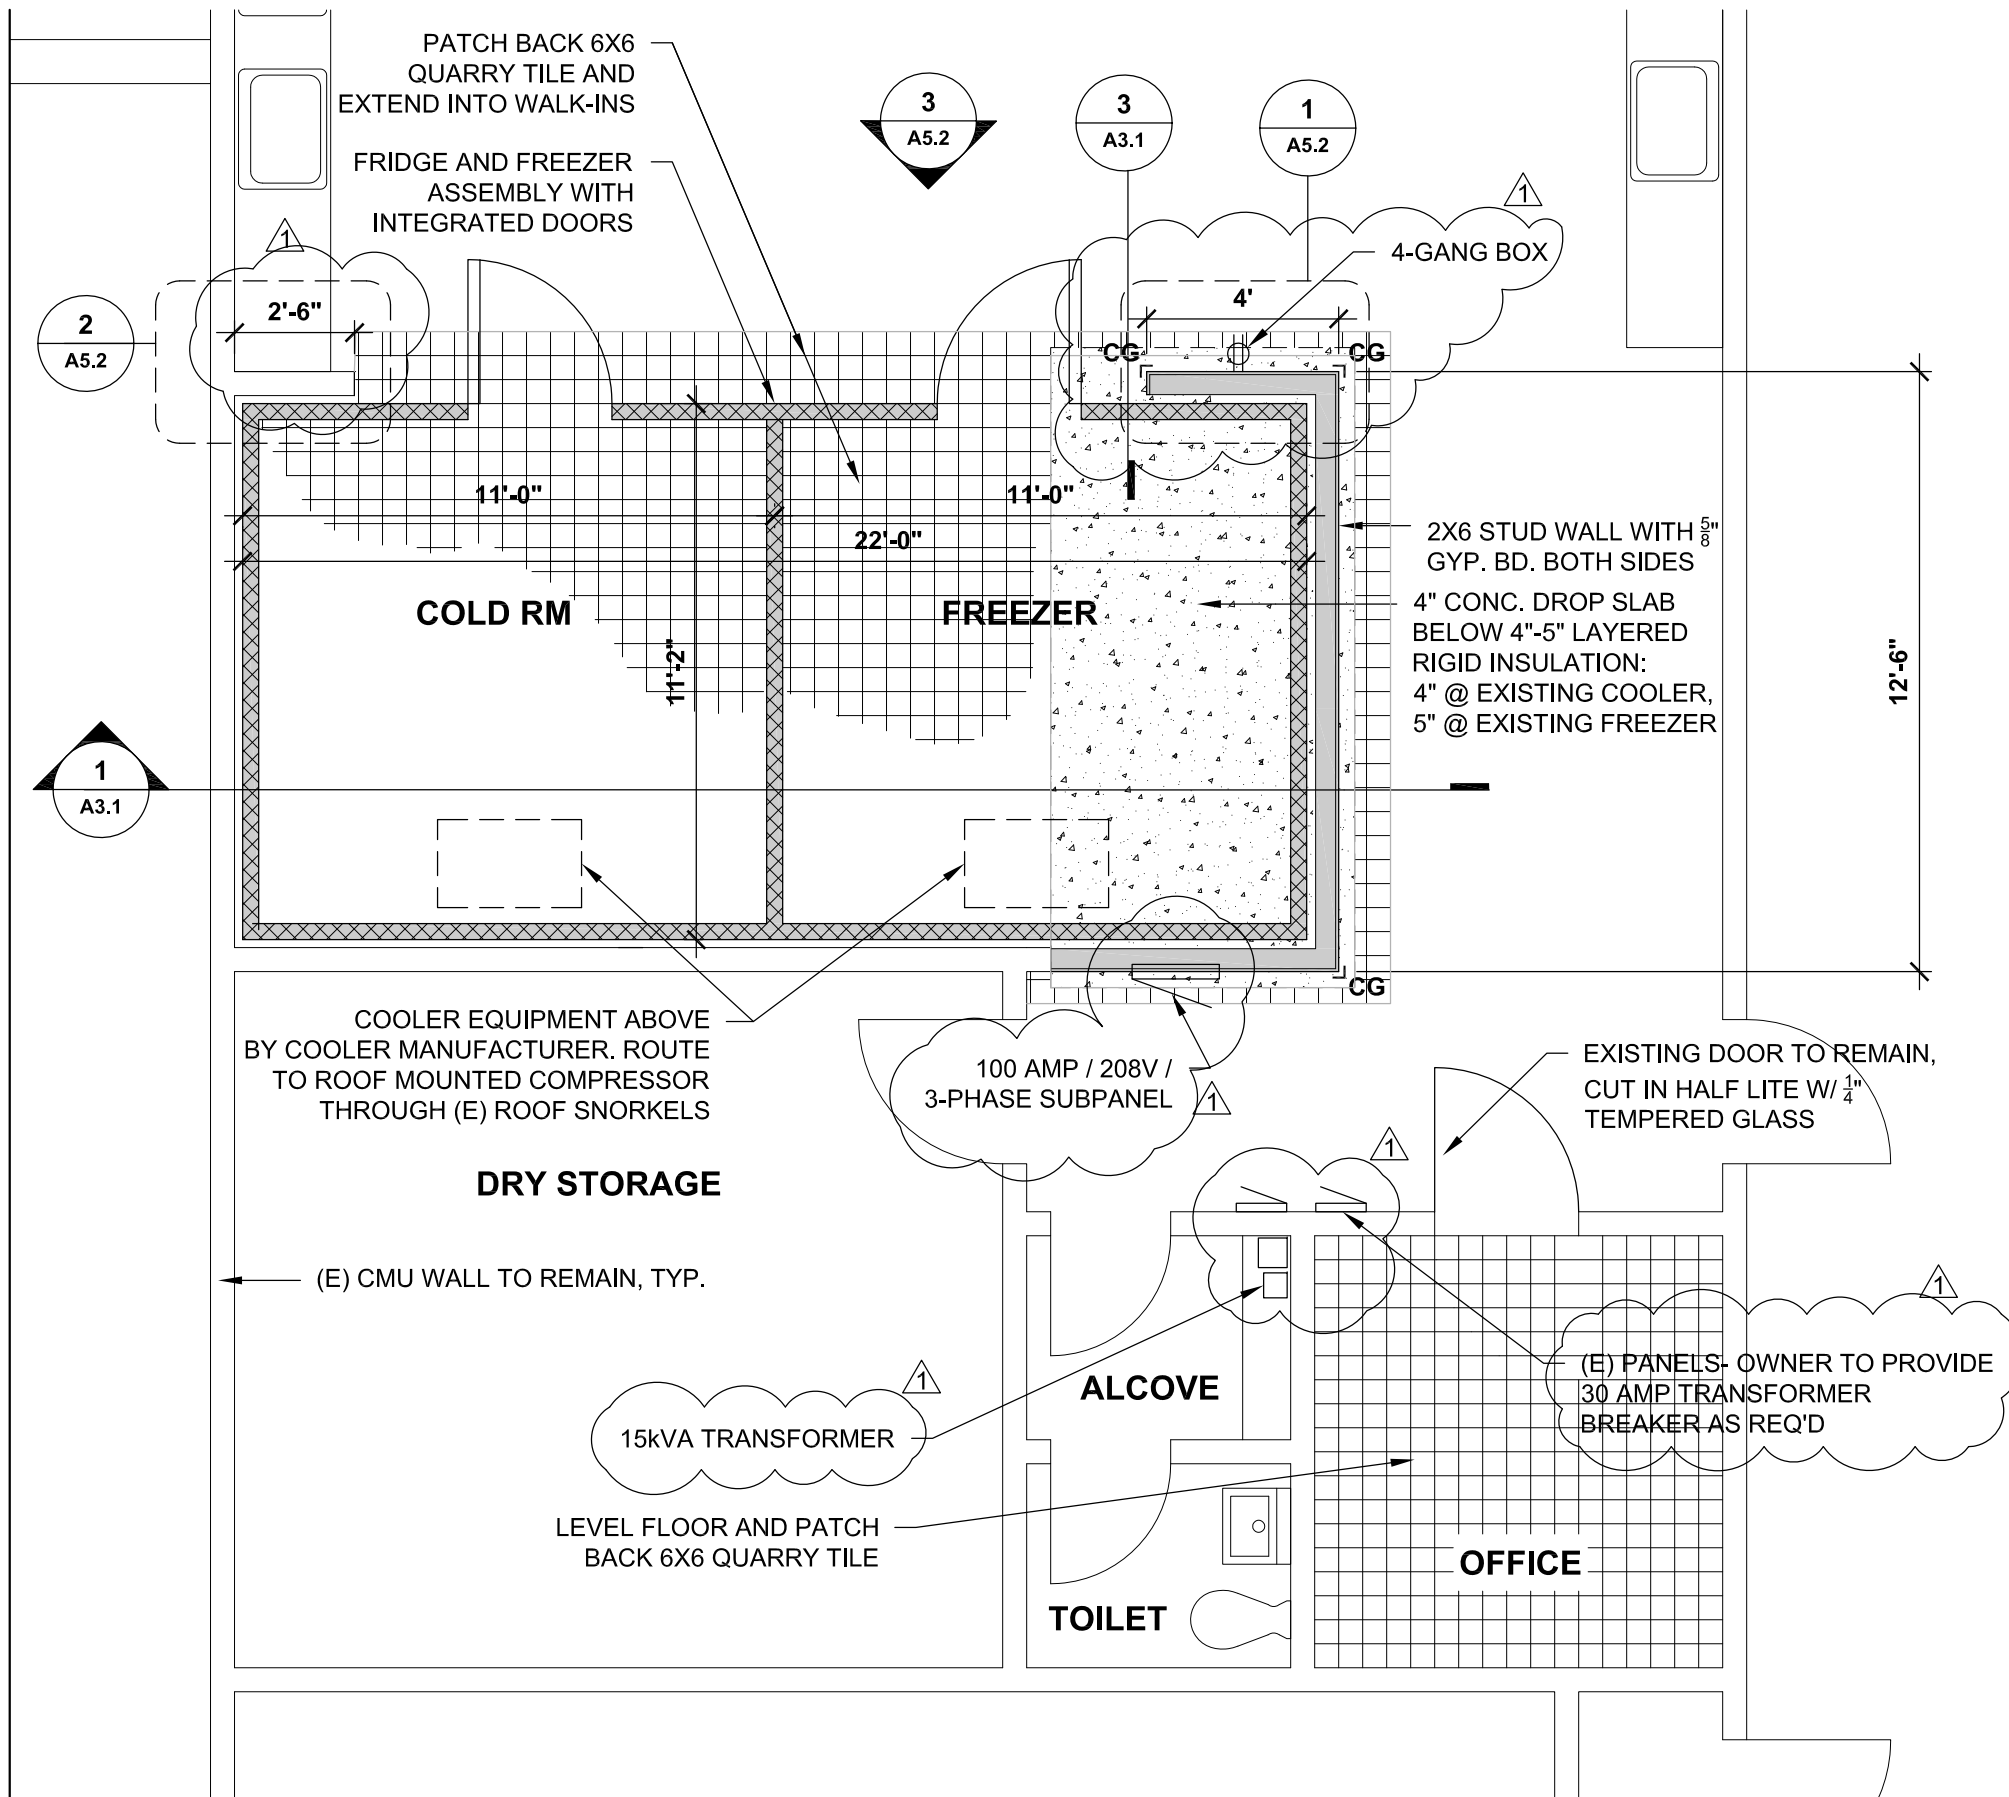 PATCH BACK 6X6
QUARRY TILE AND
EXTEND INTO WALK-INS
FRIDGE AND FREEZER
ASSEMBLY WITH
INTEGRATED DOORS
3
A5.2
3
A3.1
1
A5.2
1
1
4-GANG BOX
2
A5.2
2'-6"
4'
CG
CG
11'-0"
11'-0"
22'-0"
2X6 STUD WALL WITH 5/8"
GYP. BD. BOTH SIDES
COLD RM
FREEZER
4" CONC. DROP SLAB
BELOW 4"-5" LAYERED
RIGID INSULATION:
4" @ EXISTING COOLER,
5" @ EXISTING FREEZER
11'-2"
12'-6"
1
A3.1
CG
COOLER EQUIPMENT ABOVE
BY COOLER MANUFACTURER. ROUTE
TO ROOF MOUNTED COMPRESSOR
THROUGH (E) ROOF SNORKELS
100 AMP / 208V /
3-PHASE SUBPANEL
1
EXISTING DOOR TO REMAIN,
CUT IN HALF LITE W/ 1/4"
TEMPERED GLASS
1
DRY STORAGE
(E) CMU WALL TO REMAIN, TYP.
1
(E) PANELS- OWNER TO PROVIDE
30 AMP TRANSFORMER
BREAKER AS REQ'D
1
ALCOVE
15kVA TRANSFORMER
LEVEL FLOOR AND PATCH
BACK 6X6 QUARRY TILE
OFFICE
TOILET